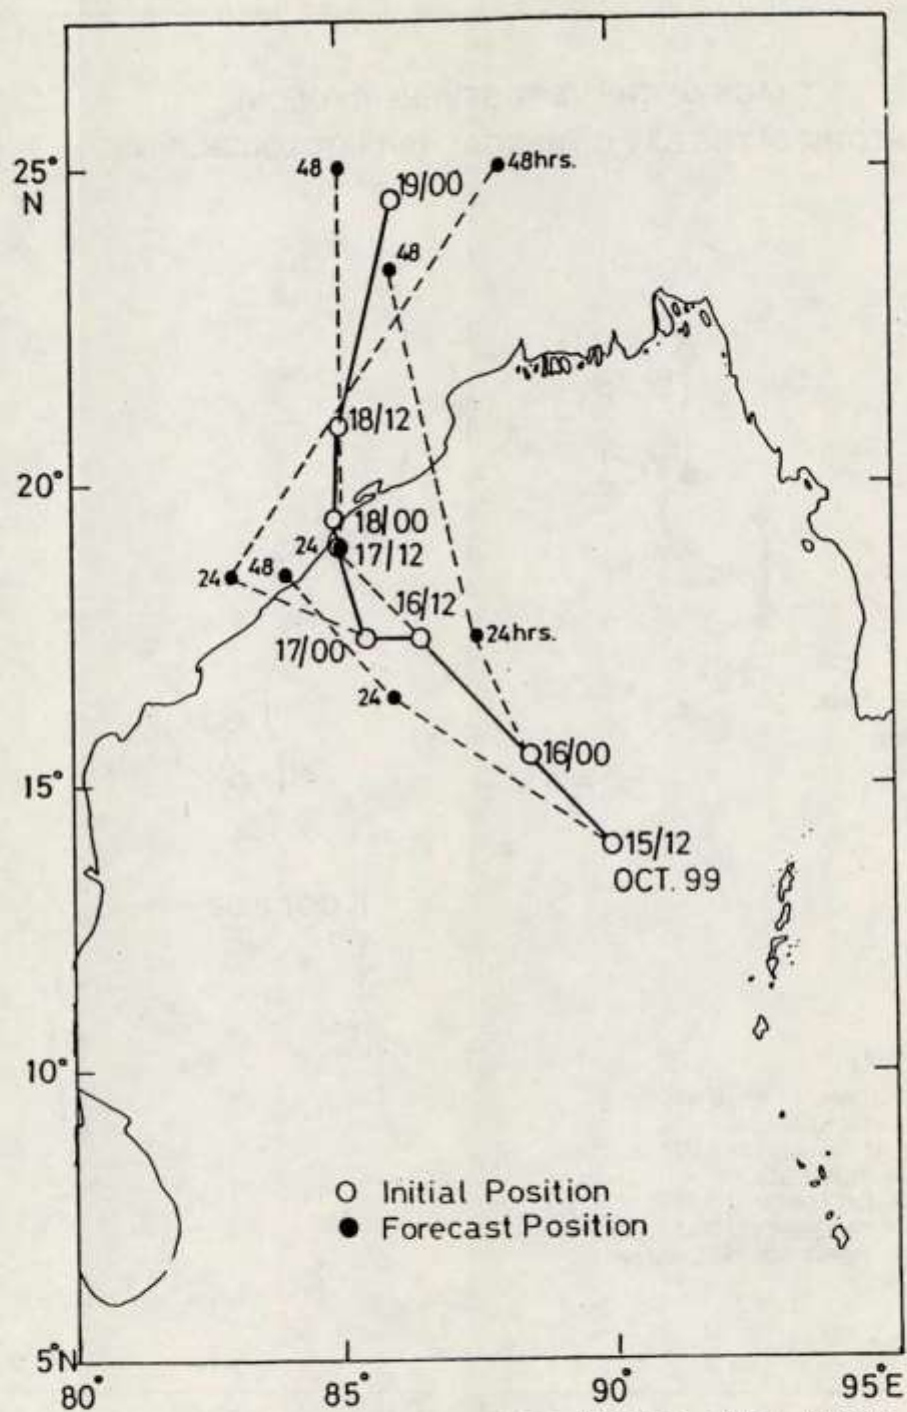 25°
N
48
19/00
48hrs.
48
18/12
20°
18/00
24
17/12
24
48
16/12
17/00
24hrs.
24
16/00
15°
15/12
OCT. 99
10°
Initial Position
Forecast Position
5°N
80°
85°
90°
95°E